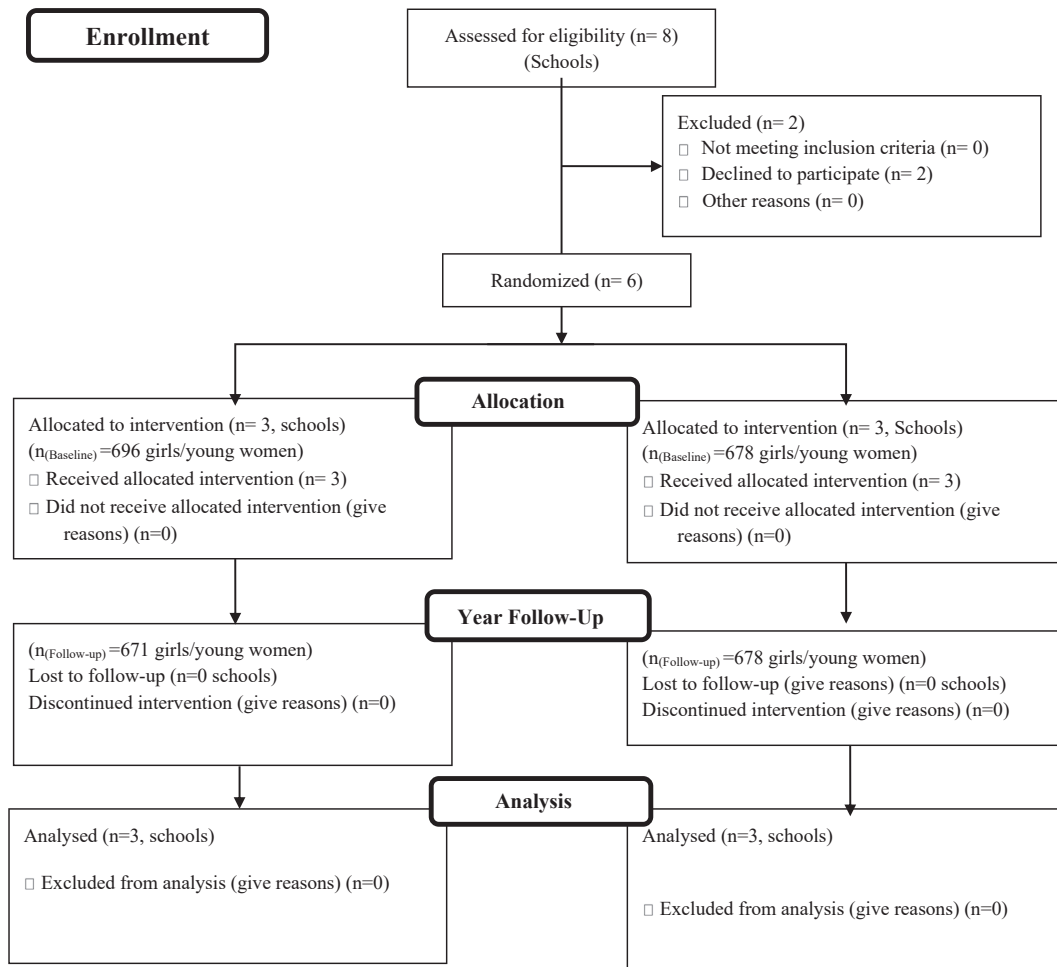 Enrollment
Assessed for eligibility (n= 8)
(Schools)
Excluded (n= 2)
□ Not meeting inclusion criteria (n= 0)
□ Declined to participate (n= 2)
□ Other reasons (n= 0)
Randomized (n= 6)
Allocation
Allocated to intervention (n= 3, schools)
(n(Baseline) =696 girls/young women)
□ Received allocated intervention (n= 3)
□ Did not receive allocated intervention (give
reasons) (n=0)
Allocated to intervention (n= 3, Schools)
(n(Baseline) =678 girls/young women)
□ Received allocated intervention (n= 3)
□ Did not receive allocated intervention (give
reasons) (n=0)
Year Follow-Up
(n(Follow-up) =671 girls/young women)
Lost to follow-up (n=0 schools)
Discontinued intervention (give reasons) (n=0)
(n(Follow-up) =678 girls/young women)
Lost to follow-up (give reasons) (n=0 schools)
Discontinued intervention (give reasons) (n=0)
Analysis
Analysed (n=3, schools)
□ Excluded from analysis (give reasons) (n=0)
Analysed (n=3, schools)
□ Excluded from analysis (give reasons) (n=0)